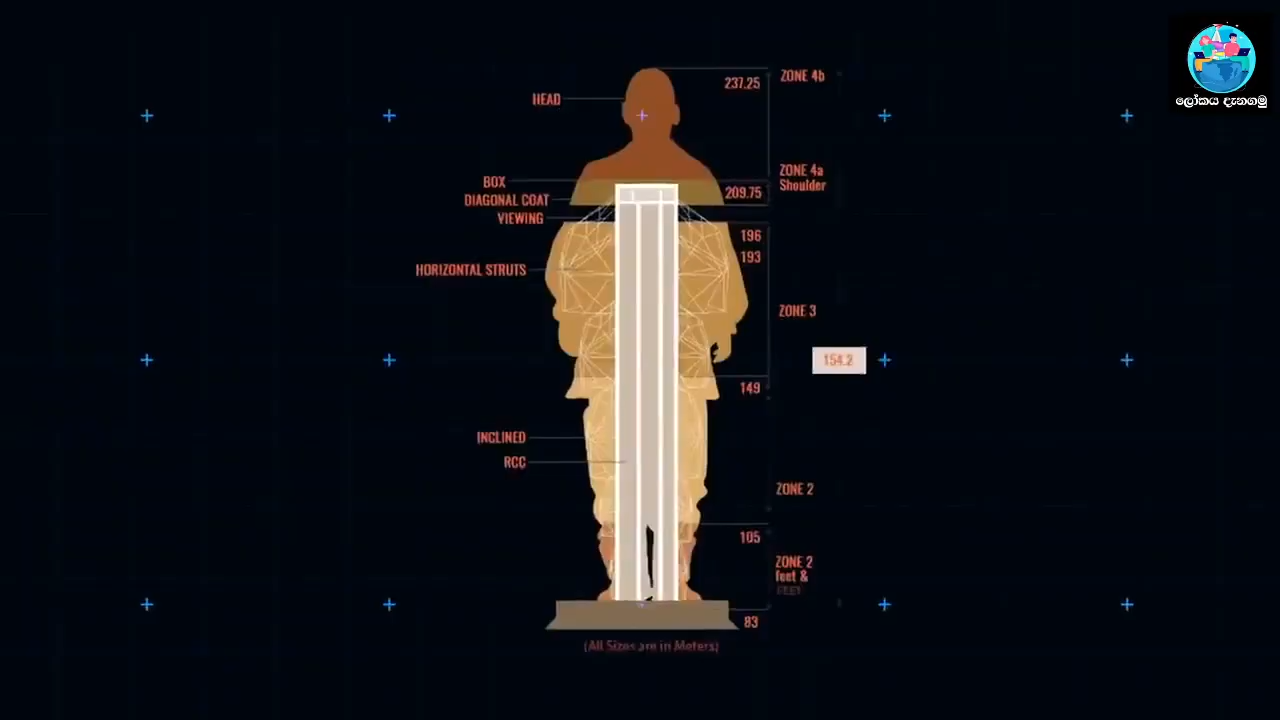 ලෝකය දැනගමු
237.25
ZONE 4b
HEAD
ZONE 4a
Shoulder
BOX
209.75
DIAGONAL COAT
VIEWING
196
193
HORIZONTAL STRUTS
ZONE 3
154.2
149
INCLINED
RCC
ZONE 2
105
ZONE 2
feet &
FEET
83
(All Sizes are in Meters)